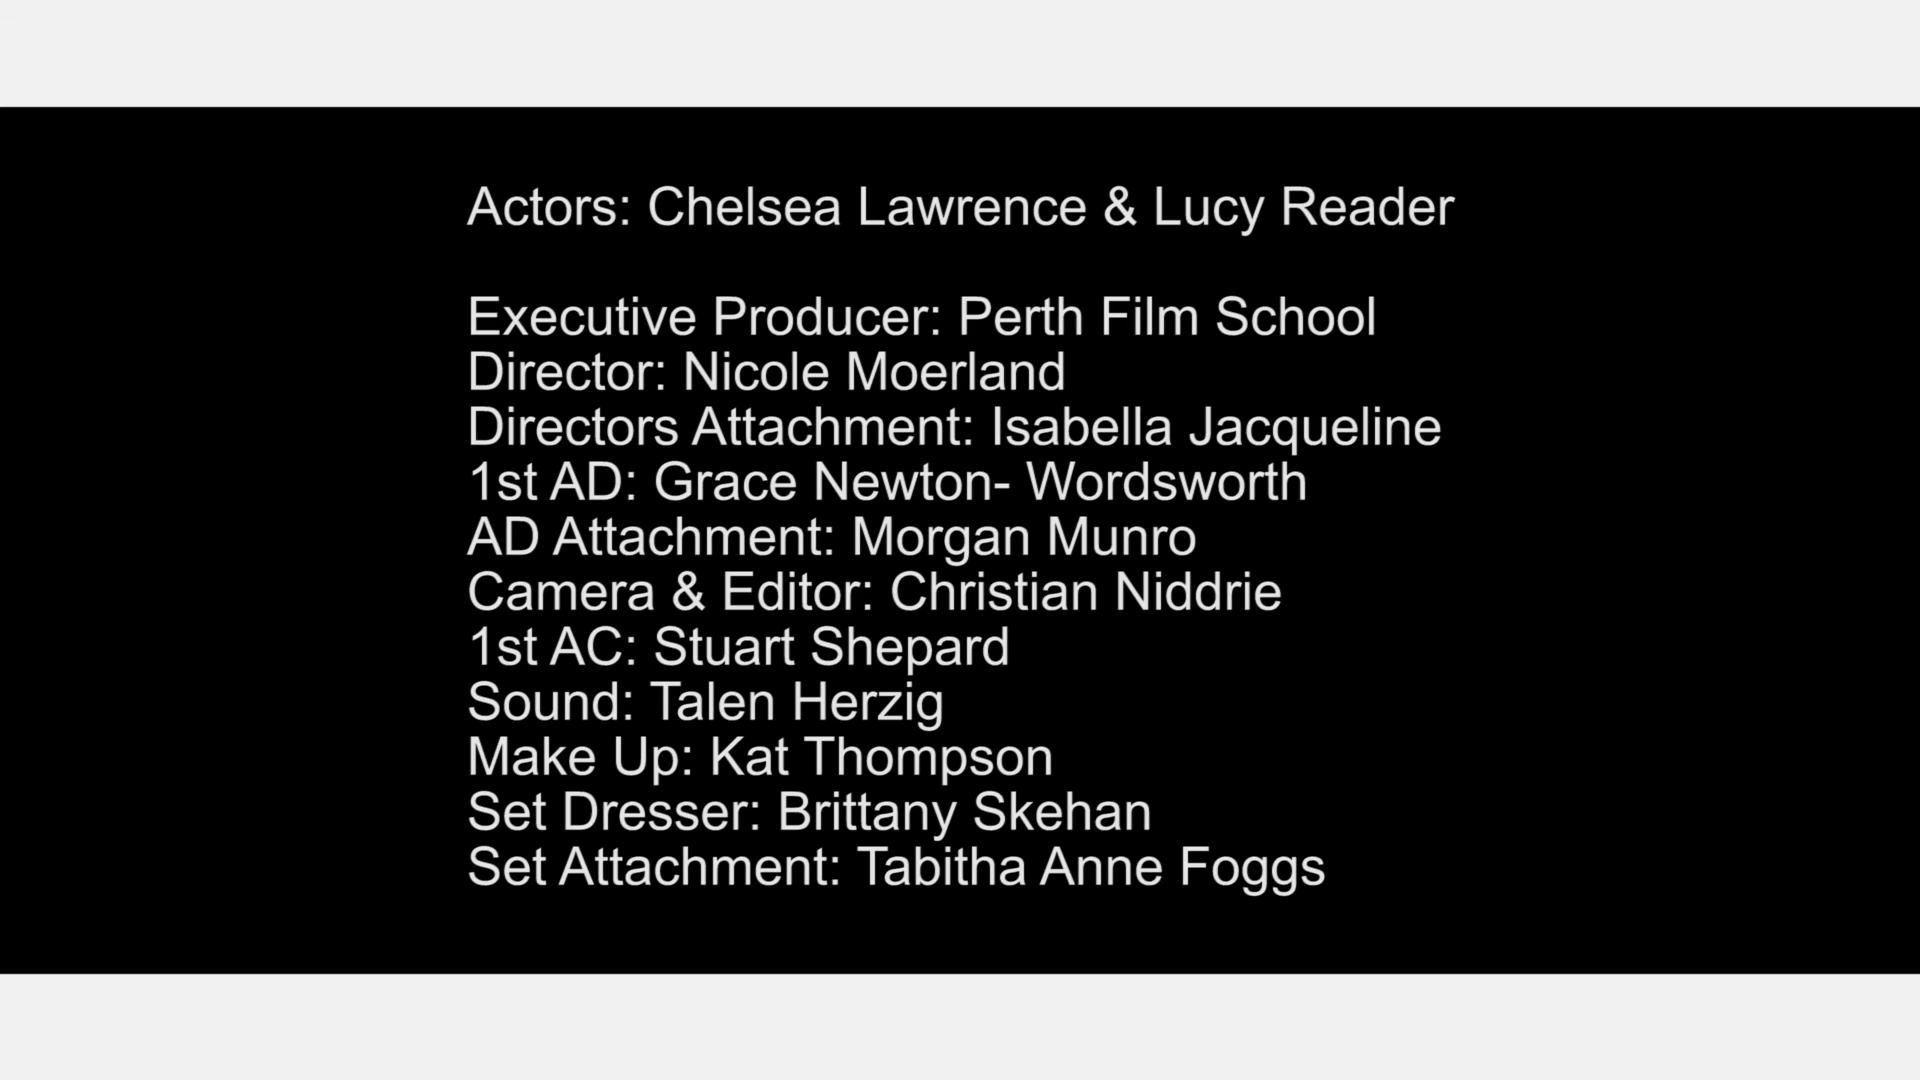 Actors: Chelsea Lawrence & Lucy Reader
Executive Producer: Perth Film School
Director: Nicole Moerland
Directors Attachment: Isabella Jacqueline
1st AD: Grace Newton- Wordsworth
AD Attachment: Morgan Munro
Camera & Editor: Christian Niddrie
1st AC: Stuart Shepard
Sound: Talen Herzig
Make Up: Kat Thompson
Set Dresser: Brittany Skehan
Set Attachment: Tabitha Anne Foggs